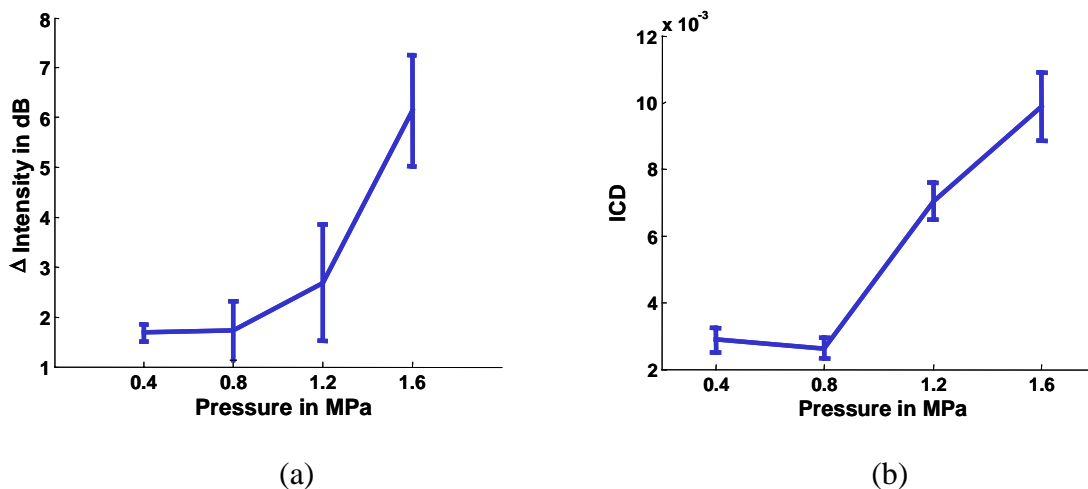 8
7
6
5
4
3
2
1
Δ Intensity in dB
0.4 0.8 1.2 1.6
Pressure in MPa
(a)
x 10-3
12
10
8
6
4
2
ICD
0.4 0.8 1.2 1.6
Pressure in MPa
(b)